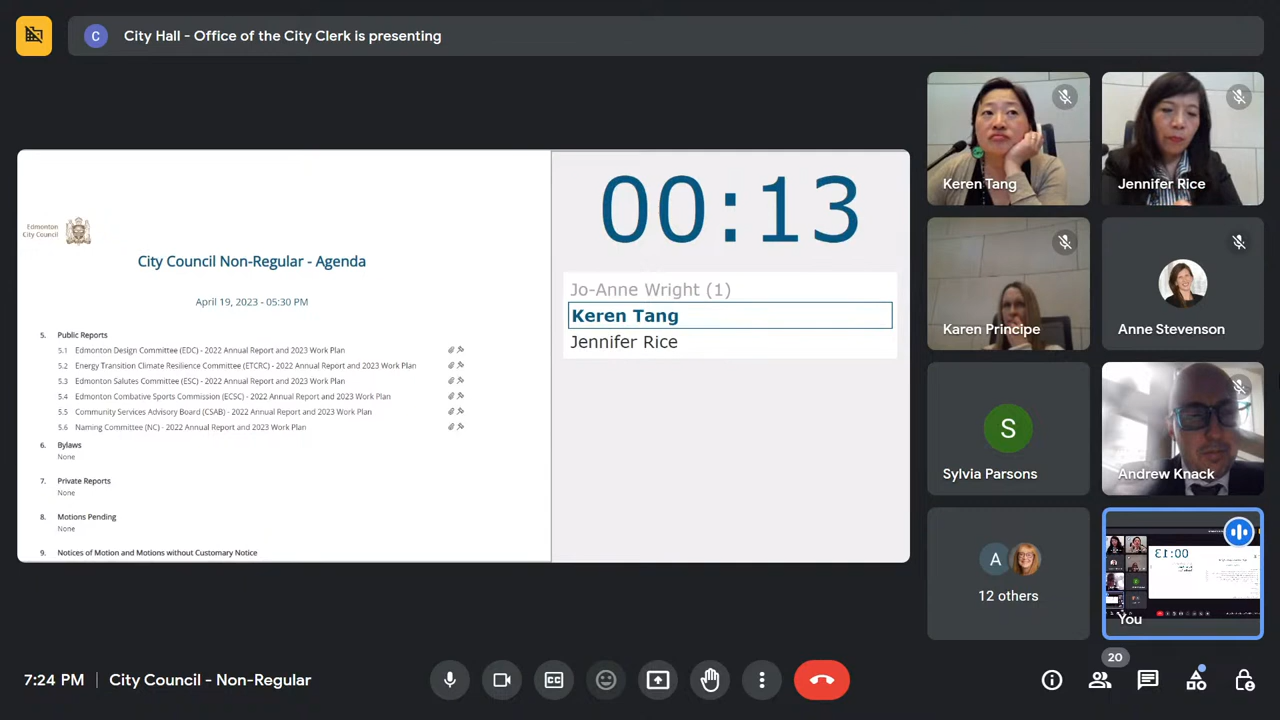 C
City Hall - Office of the City Clerk is presenting
Edmonton
City Council
City Council Non-Regular - Agenda
April 19, 2023 - 05:30 PM
5. Public Reports
5.1 Edmonton Design Committee (EDC) - 2022 Annual Report and 2023 Work Plan
5.2 Energy Transition Climate Resilience Committee (ETCRC) - 2022 Annual Report and 2023 Work Plan
5.3 Edmonton Salutes Committee (ESC) - 2022 Annual Report and 2023 Work Plan
5.4 Edmonton Combative Sports Commission (ECSC) - 2022 Annual Report and 2023 Work Plan
5.5 Community Services Advisory Board (CSAB) - 2022 Annual Report and 2023 Work Plan
5.6 Naming Committee (NC) - 2022 Annual Report and 2023 Work Plan
6. Bylaws
None
7. Private Reports
None
8. Motions Pending
None
9. Notices of Motion and Motions without Customary Notice
00:13
Jo-Anne Wright (1)
Keren Tang
Jennifer Rice
Keren Tang
Jennifer Rice
Karen Principe
Anne Stevenson
S
Sylvia Parsons
Andrew Knack
A
12 others
00:13
You
7:24 PM | City Council - Non-Regular
CC
20